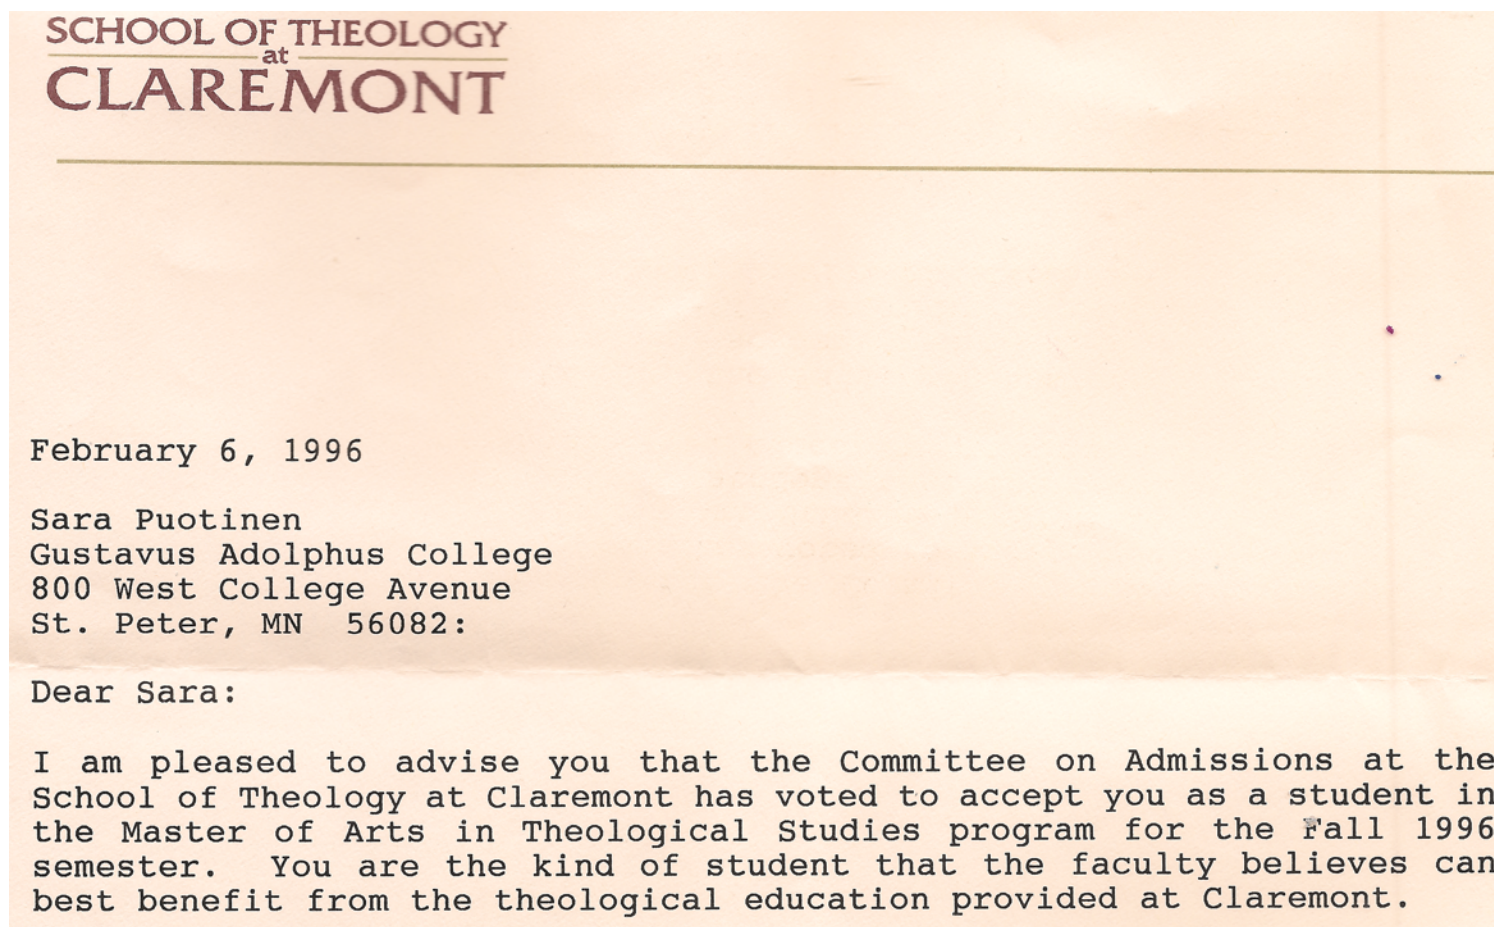 SCHOOL OF THEOLOGY
at
CLAREMONT
February 6, 1996
Sara Puotinen
Gustavus Adolphus College
800 West College Avenue
St. Peter, MN  56082:
Dear Sara:
I am pleased to advise you that the Committee on Admissions at the
School of Theology at Claremont has voted to accept you as a student in
the Master of Arts in Theological Studies program for the Fall 1996
semester.  You are the kind of student that the faculty believes can
best benefit from the theological education provided at Claremont.